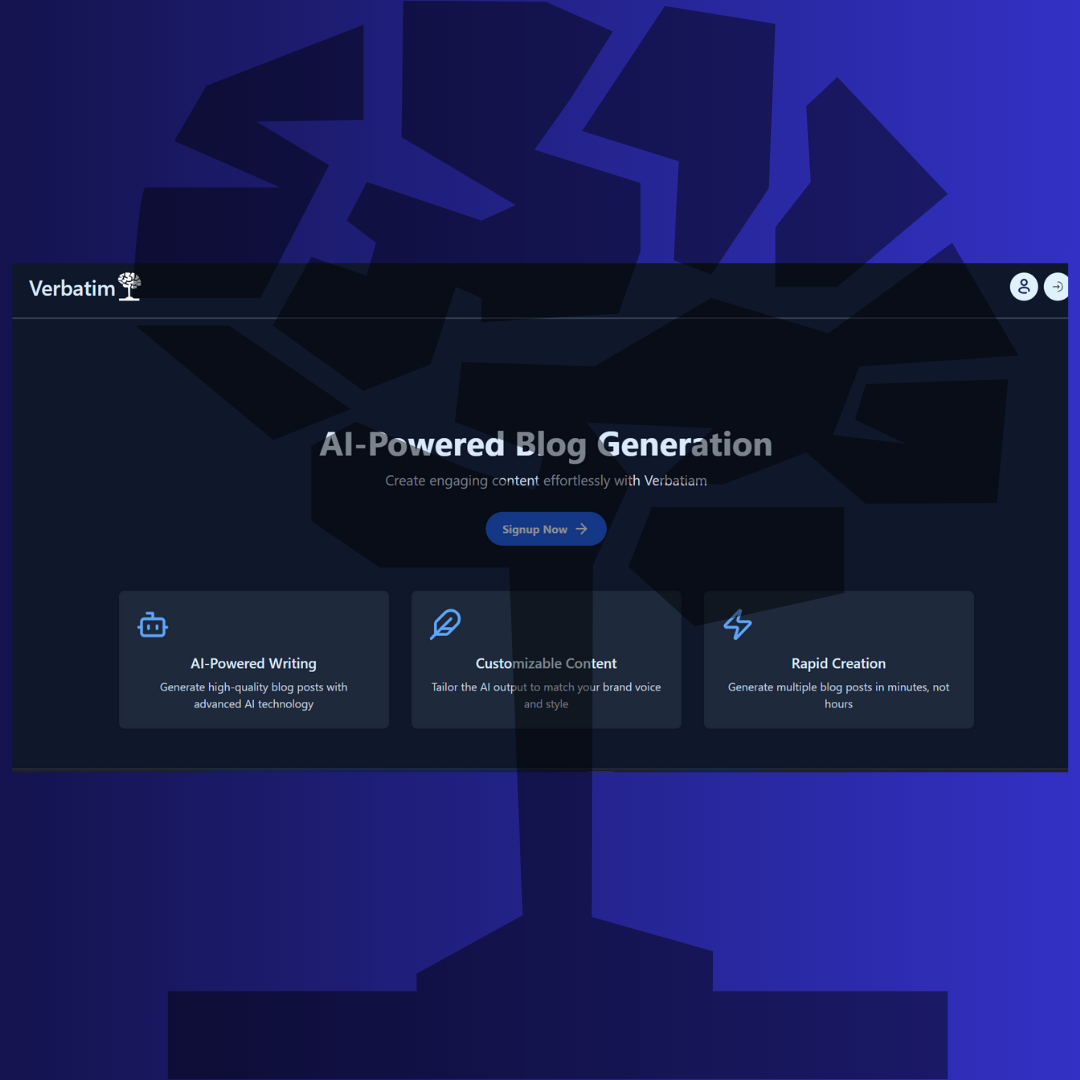 Verbatim
AI-Powered Blog Generation
Create engaging content effortlessly with Verbatiam
Signup Now
AI-Powered Writing
Generate high-quality blog posts with
advanced AI technology
Customizable Content
Tailor the AI output to match your brand voice
and style
Rapid Creation
Generate multiple blog posts in minutes, not
hours